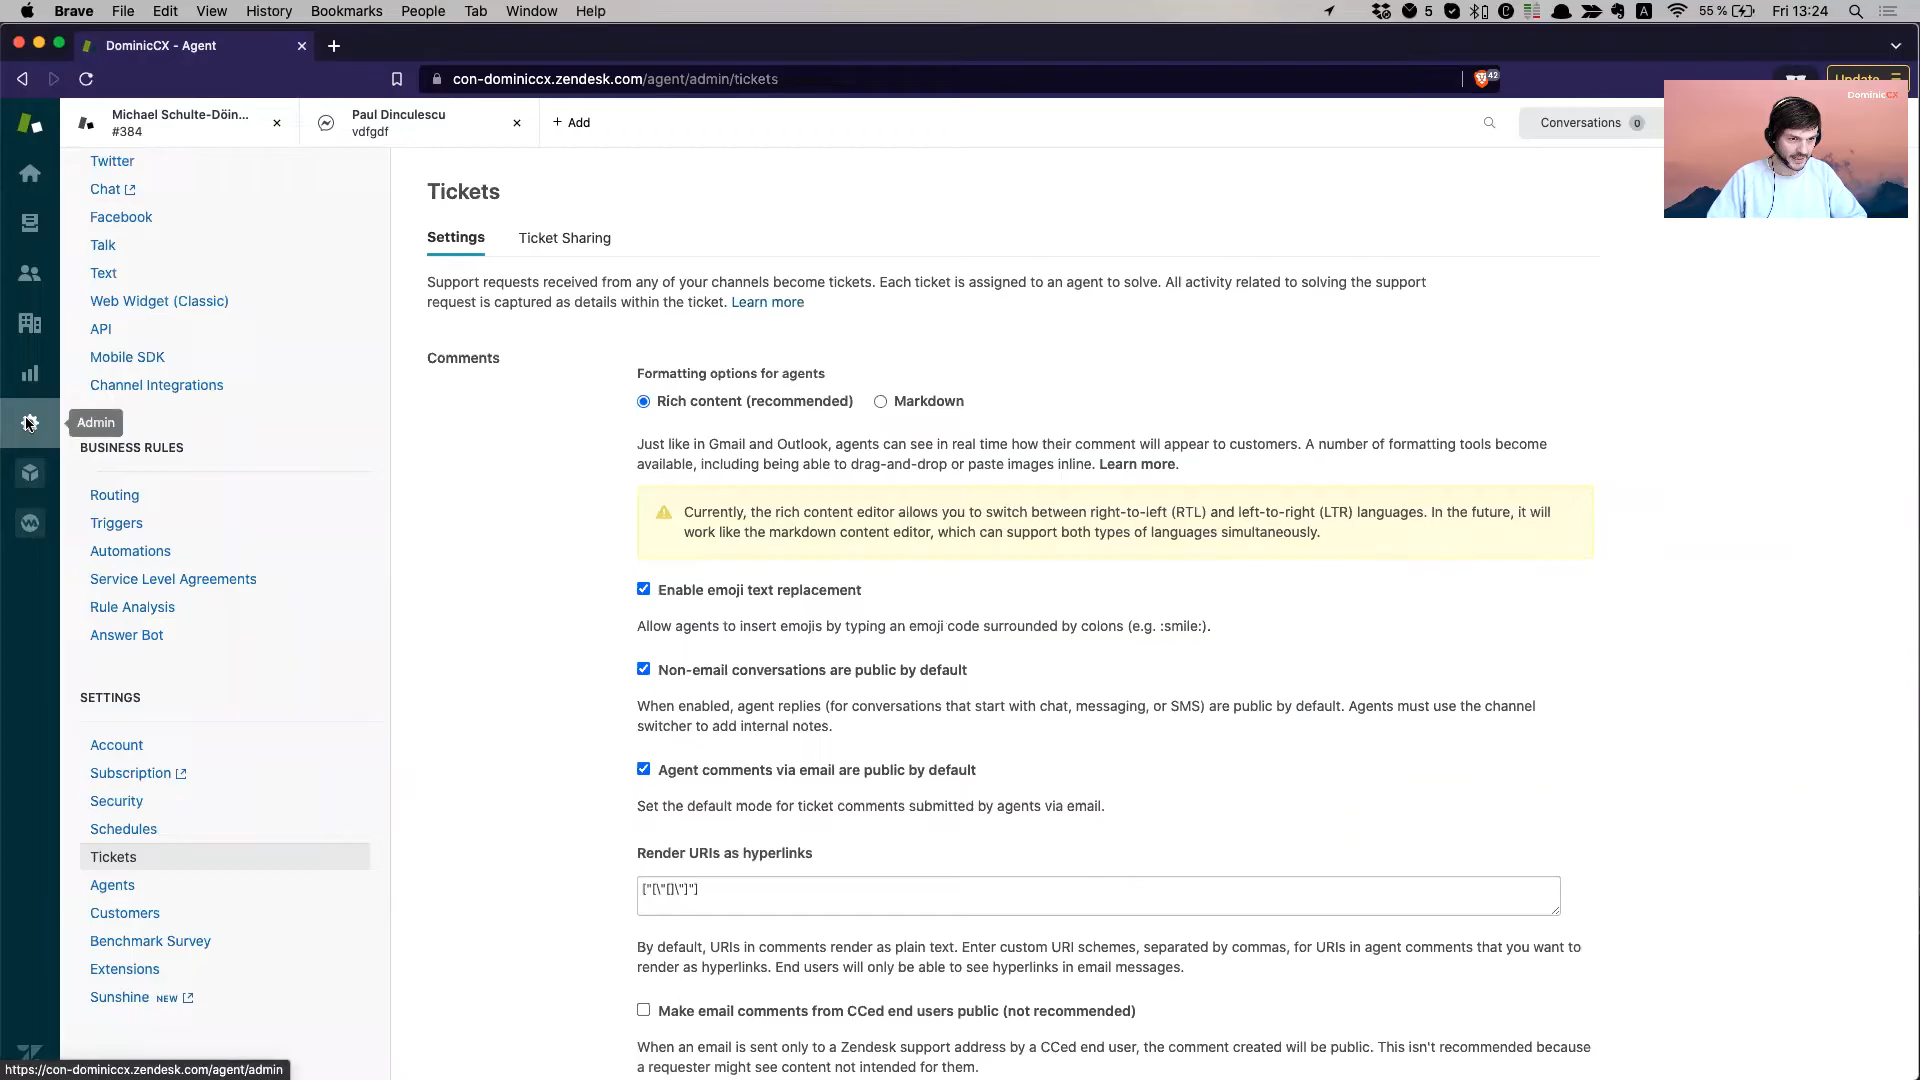 Brave File Edit View History Bookmarks People Tab Window Help 5 55 % Fri 13:24
DominicCX - Agent
con-dominiccx.zendesk.com/agent/admin/tickets 42 Update
DominicCX
Michael Schulte-Döin...
#384
Paul Dinculescu
vdfgdf
+ Add
Conversations 0
Twitter
Chat
Facebook
Talk
Text
Web Widget (Classic)
API
Mobile SDK
Channel Integrations
Admin
BUSINESS RULES
Routing
Triggers
Automations
Service Level Agreements
Rule Analysis
Answer Bot
SETTINGS
Account
Subscription
Security
Schedules
Tickets
Agents
Customers
Benchmark Survey
Extensions
Sunshine NEW
https://con-dominiccx.zendesk.com/agent/admin
Tickets
Settings Ticket Sharing
Support requests received from any of your channels become tickets. Each ticket is assigned to an agent to solve. All activity related to solving the support
request is captured as details within the ticket. Learn more
Comments
Formatting options for agents
Rich content (recommended) Markdown
Just like in Gmail and Outlook, agents can see in real time how their comment will appear to customers. A number of formatting tools become
available, including being able to drag-and-drop or paste images inline. Learn more.
Currently, the rich content editor allows you to switch between right-to-left (RTL) and left-to-right (LTR) languages. In the future, it will
work like the markdown content editor, which can support both types of languages simultaneously.
Enable emoji text replacement
Allow agents to insert emojis by typing an emoji code surrounded by colons (e.g. :smile:).
Non-email conversations are public by default
When enabled, agent replies (for conversations that start with chat, messaging, or SMS) are public by default. Agents must use the channel
switcher to add internal notes.
Agent comments via email are public by default
Set the default mode for ticket comments submitted by agents via email.
Render URIs as hyperlinks
["[\"[]\"]"]
By default, URIs in comments render as plain text. Enter custom URI schemes, separated by commas, for URIs in agent comments that you want to
render as hyperlinks. End users will only be able to see hyperlinks in email messages.
Make email comments from CCed end users public (not recommended)
When an email is sent only to a Zendesk support address by a CCed end user, the comment created will be public. This isn't recommended because
a requester might see content not intended for them.